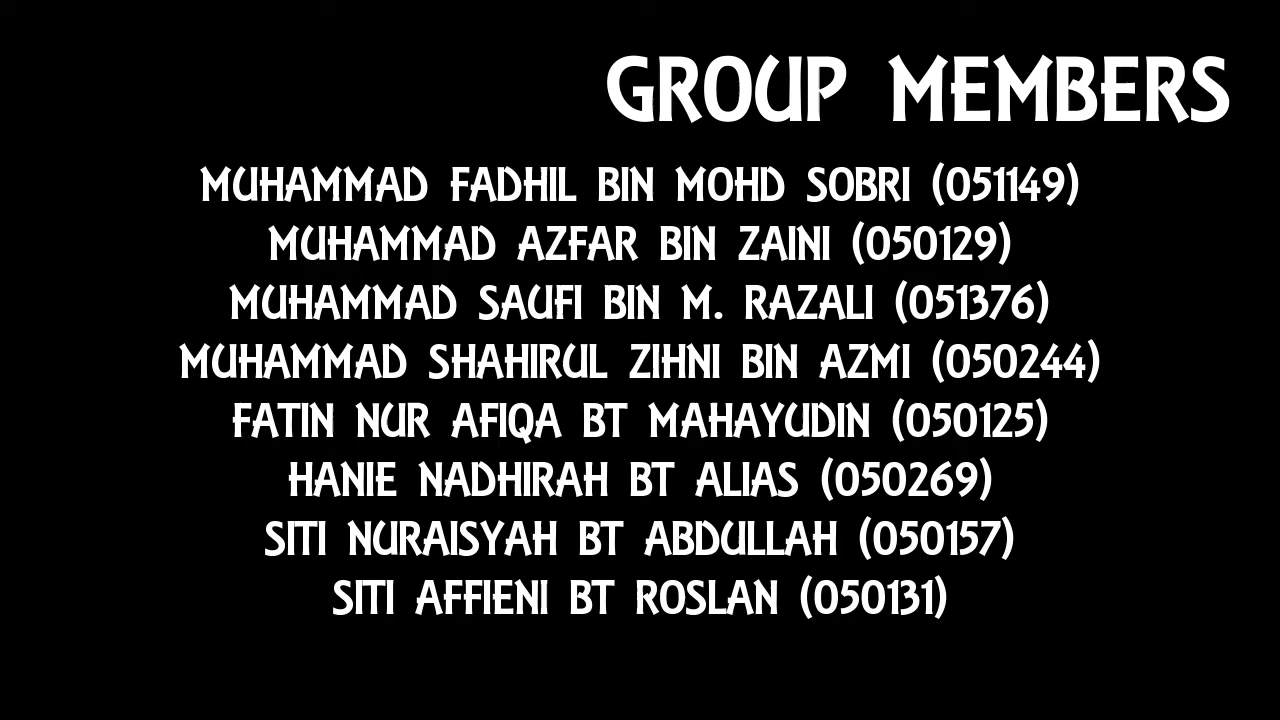 GROUP MEMBERS
MUHAMMAD FADHIL BIN MOHD SOBRI (051149)
MUHAMMAD AZFAR BIN ZAINI (050129)
MUHAMMAD SAUFI BIN M. RAZALI (051376)
MUHAMMAD SHAHIRUL ZIHNI BIN AZMI (050244)
FATIN NUR AFIQA BT MAHAYUDIN (050125)
HANIE NADHIRAH BT ALIAS (050269)
SITI NURAISYAH BT ABDULLAH (050157)
SITI AFFIENI BT ROSLAN (050131)